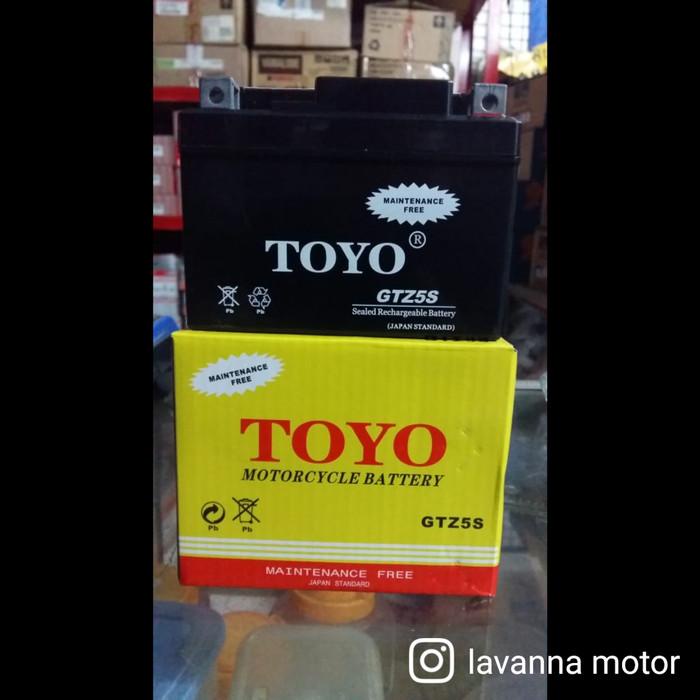 MAINTENANCE
FREE
TOYO®
GTZ5S
Sealed Rechargeable Battery
(JAPAN STANDARD)
Pb Pb
MAINTENANCE
FREE
TOYO
MOTORCYCLE BATTERY
Pb Pb
GTZ5S
MAINTENANCE FREE
JAPAN STANDARD
lavanna motor